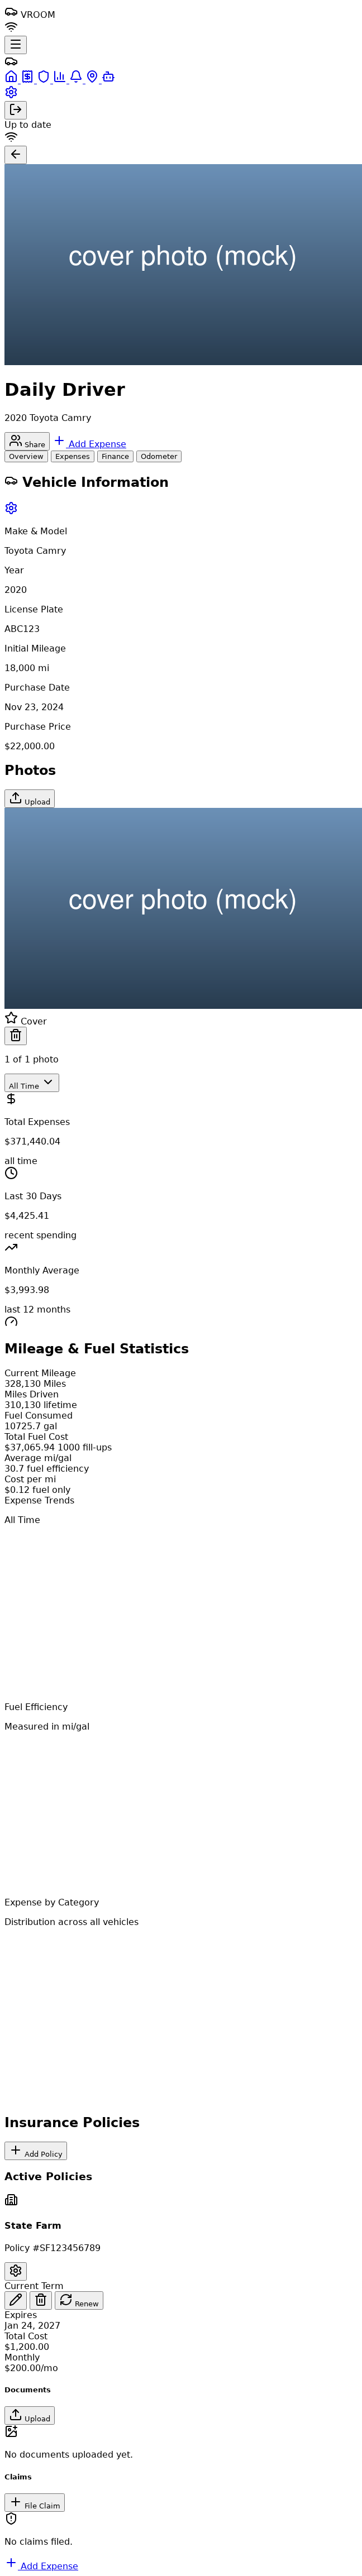 VROOM
Up to date
cover photo (mock)
Daily Driver
2020 Toyota Camry
Share
Add Expense
Overview
Expenses
Finance
Odometer
Vehicle Information
Make & Model
Toyota Camry
Year
2020
License Plate
ABC123
Initial Mileage
18,000 mi
Purchase Date
Nov 23, 2024
Purchase Price
$22,000.00
Photos
Upload
cover photo (mock)
Cover
1 of 1 photo
All Time
Total Expenses
$371,440.04
all time
Last 30 Days
$4,425.41
recent spending
Monthly Average
$3,993.98
last 12 months
Mileage & Fuel Statistics
Current Mileage
328,130 Miles
Miles Driven
310,130 lifetime
Fuel Consumed
10725.7 gal
Total Fuel Cost
$37,065.94 1000 fill-ups
Average mi/gal
30.7 fuel efficiency
Cost per mi
$0.12 fuel only
Expense Trends
All Time
Fuel Efficiency
Measured in mi/gal
Expense by Category
Distribution across all vehicles
Insurance Policies
Add Policy
Active Policies
State Farm
Policy #SF123456789
Current Term
Renew
Expires
Jan 24, 2027
Total Cost
$1,200.00
Monthly
$200.00/mo
Documents
Upload
No documents uploaded yet.
Claims
File Claim
No claims filed.
Add Expense